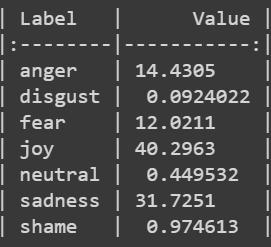 | Label    |      Value |
|:--------|-----------:|
| anger   | 14.4305    |
| disgust |  0.0924022 |
| fear    | 12.0211    |
| joy     | 40.2963    |
| neutral |  0.449532  |
| sadness | 31.7251    |
| shame   |  0.974613  |